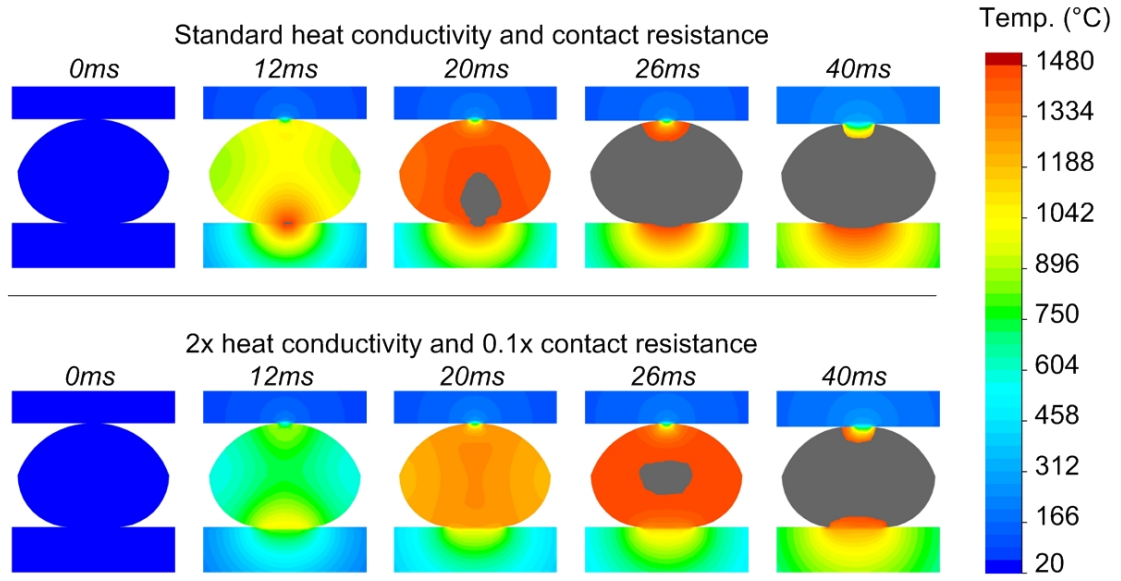 Temp. (°C)
Standard heat conductivity and contact resistance
0ms 12ms 20ms 26ms 40ms
1480
1334
1188
1042
896
750
604
458
312
166
20
2x heat conductivity and 0.1x contact resistance
0ms 12ms 20ms 26ms 40ms